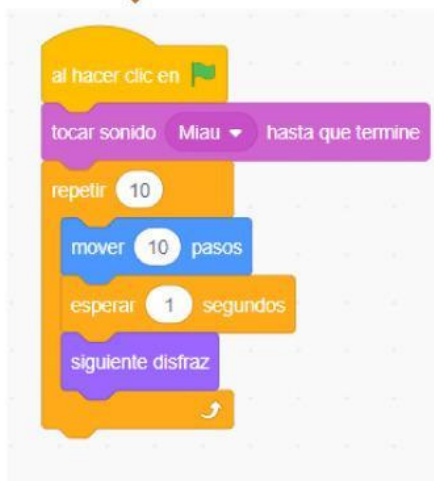 al hacer clic en
tocar sonido Miau hasta que termine
repetir 10
mover 10 pasos
esperar 1 segundos
siguiente disfraz